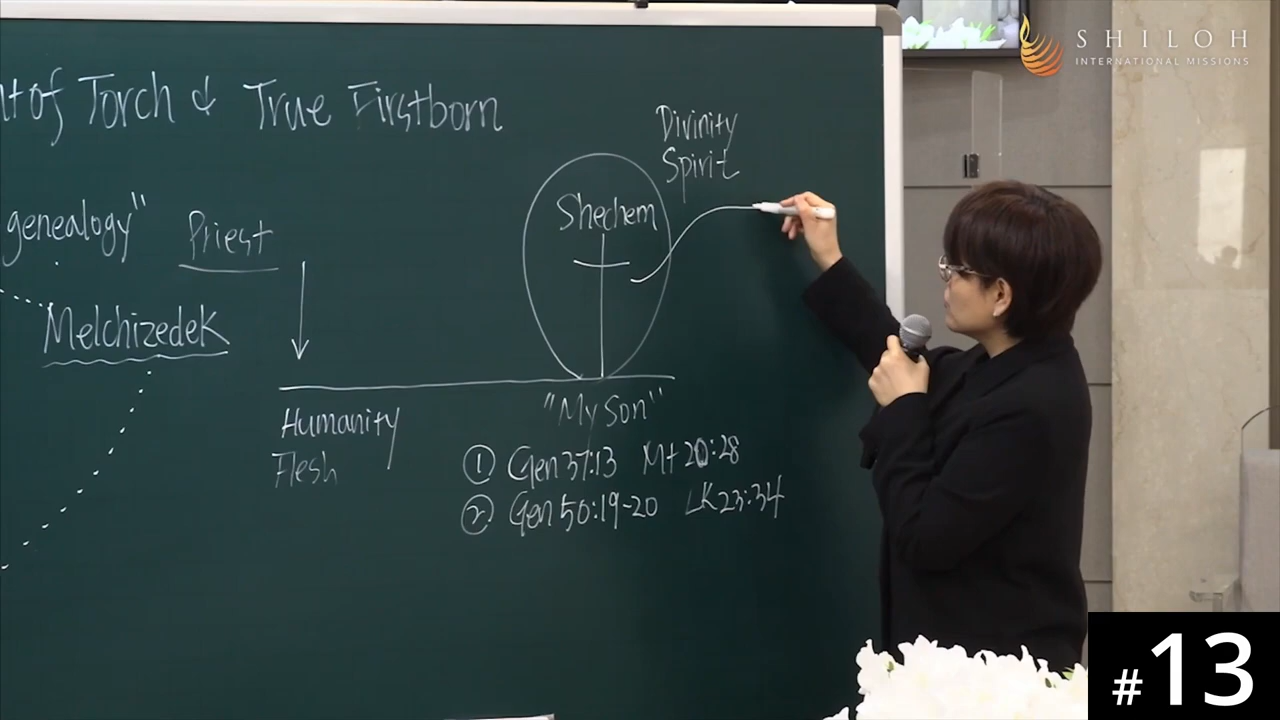 SHILOH
INTERNATIONAL MISSIONS
of Torch & True Firstborn
Divinity
Spirit
genealogy" Priest
Shechem
Melchizedek
Humanity
Flesh
"My Son"
① Gen 37:13 Mt 20:28
② Gen 50:19-20 LK 23:34
#13